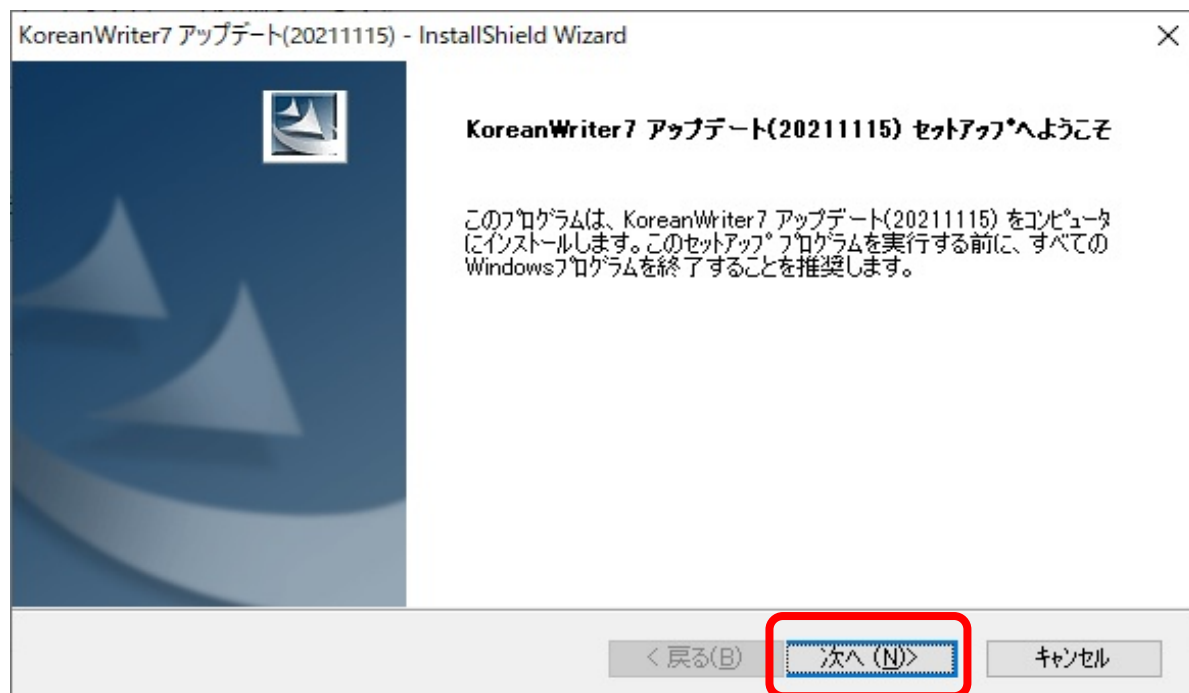 KoreanWriter7 アップデート(20211115) - InstallShield Wizard
KoreanWriter7 アップデート(20211115) ｾｯﾄｱｯﾌﾟへようこそ
このﾌﾟﾛｸﾞﾗﾑは、KoreanWriter7 アップデート(20211115) をｺﾝﾋﾟｭｰﾀ
にインストールします。このｾｯﾄｱｯﾌﾟ ﾌﾟﾛｸﾞﾗﾑを実行する前に、すべての
Windowsﾌﾟﾛｸﾞﾗﾑを終了することを推奨します。
< 戻る(B) 次へ (N)> ｷｬﾝｾﾙ